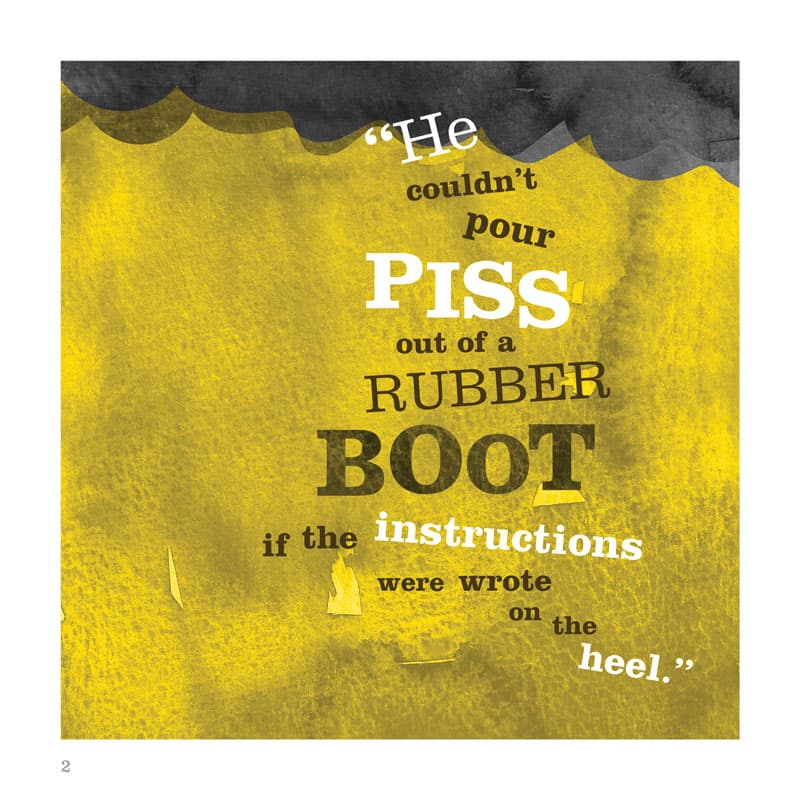 “He
couldn’t
pour
PISS
out of a
RUBBER
BOOT
if the instructions
were wrote
on the
heel.”
2